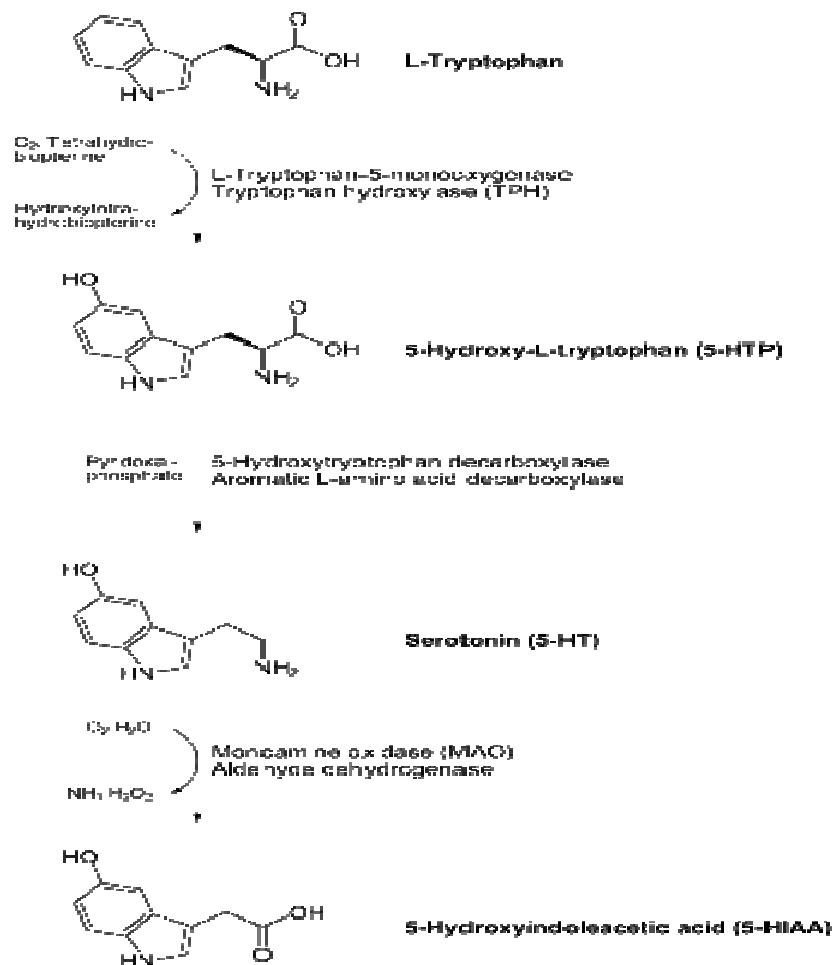 O
OH
NH₂
HN
L-Tryptophan
O₂, Tetrahydro-
biopterine
L-Tryptophan-5-monooxygenase
Tryptophan hydroxylase (TPH)
Hydroxytetra-
hydrobiopterine
HO
O
OH
NH₂
HN
5-Hydroxy-L-tryptophan (5-HTP)
Pyridoxal-
phosphate
5-Hydroxytryptophan decarboxylase
Aromatic L-amino acid decarboxylase
HO
NH₂
HN
Serotonin (5-HT)
O₂, H₂O
Monoamine oxidase (MAO)
Aldehyde dehydrogenase
NH₃, H₂O₂
HO
OH
O
HN
5-Hydroxyindoleacetic acid (5-HIAA)